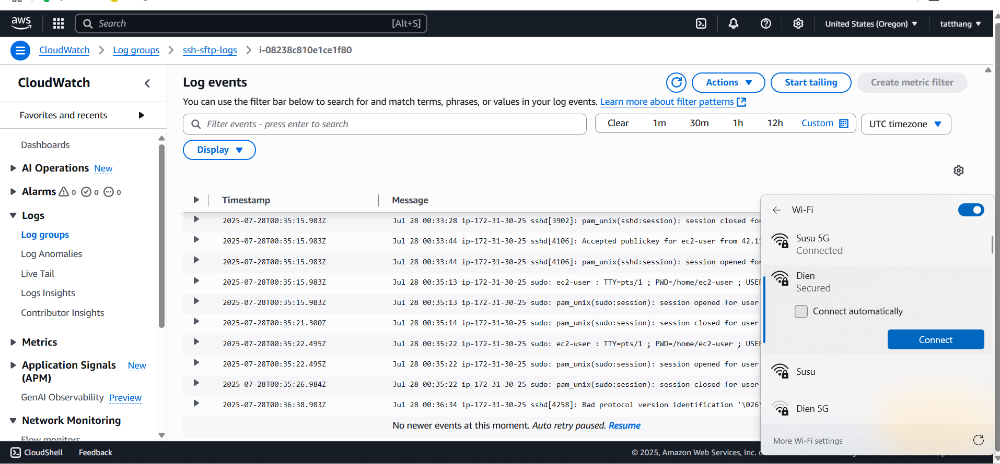 aws
Search
[Alt+S]
United States (Oregon)
tatthang
CloudWatch
Log groups
ssh-sftp-logs
i-08238c810e1ce1f80
CloudWatch
Favorites and recents
Dashboards
AI Operations New
Alarms 0 0 0
Logs
Log groups
Log Anomalies
Live Tail
Logs Insights
Contributor Insights
Metrics
Application Signals New
(APM)
GenAI Observability Preview
Network Monitoring
Flow monitors
Log events
Actions
Start tailing
Create metric filter
You can use the filter bar below to search for and match terms, phrases, or values in your log events. Learn more about filter patterns
Filter events - press enter to search
Clear 1m 30m 1h 12h Custom
UTC timezone
Display
Timestamp Message
2025-07-28T00:35:15.983Z Jul 28 00:33:28 ip-172-31-30-25 sshd[3902]: pam_unix(sshd:session): session closed for
2025-07-28T00:35:15.983Z Jul 28 00:33:44 ip-172-31-30-25 sshd[4106]: Accepted publickey for ec2-user from 42.11
2025-07-28T00:35:15.983Z Jul 28 00:33:44 ip-172-31-30-25 sshd[4106]: pam_unix(sshd:session): session opened for
2025-07-28T00:35:15.983Z Jul 28 00:35:13 ip-172-31-30-25 sudo: ec2-user : TTY=pts/1 ; PWD=/home/ec2-user ; USER
2025-07-28T00:35:15.983Z Jul 28 00:35:13 ip-172-31-30-25 sudo: pam_unix(sudo:session): session opened for user
2025-07-28T00:35:21.300Z Jul 28 00:35:14 ip-172-31-30-25 sudo: pam_unix(sudo:session): session closed for user
2025-07-28T00:35:22.495Z Jul 28 00:35:22 ip-172-31-30-25 sudo: ec2-user : TTY=pts/1 ; PWD=/home/ec2-user ; USER
2025-07-28T00:35:22.495Z Jul 28 00:35:22 ip-172-31-30-25 sudo: pam_unix(sudo:session): session opened for user
2025-07-28T00:35:26.984Z Jul 28 00:35:22 ip-172-31-30-25 sudo: pam_unix(sudo:session): session closed for user
2025-07-28T00:36:38.983Z Jul 28 00:36:34 ip-172-31-30-25 sshd[4258]: Bad protocol version identification '\026\
No newer events at this moment. Auto retry paused. Resume
Wi-Fi
Susu 5G
Connected
Dien
Secured
Connect automatically
Connect
Susu
Dien 5G
More Wi-Fi settings
CloudShell
Feedback
© 2025, Amazon Web Services, Inc.